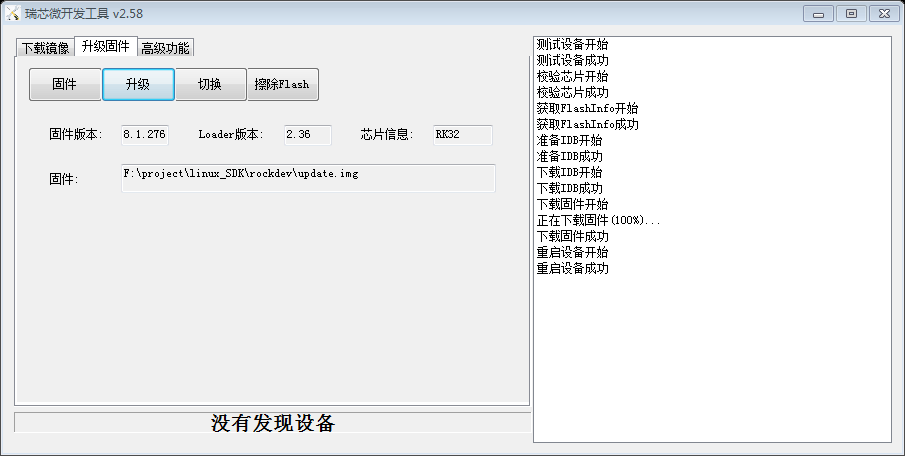 瑞芯微开发工具 v2.58
下载镜像 升级固件 高级功能
固件 升级 切换 擦除Flash
固件版本: 8.1.276 Loader版本: 2.36 芯片信息: RK32
固件: F:\project\linux_SDK\rockdev\update.img
没有发现设备
测试设备开始
测试设备成功
校验芯片开始
校验芯片成功
获取FlashInfo开始
获取FlashInfo成功
准备IDB开始
准备IDB成功
下载IDB开始
下载IDB成功
下载固件开始
正在下载固件(100%)...
下载固件成功
重启设备开始
重启设备成功